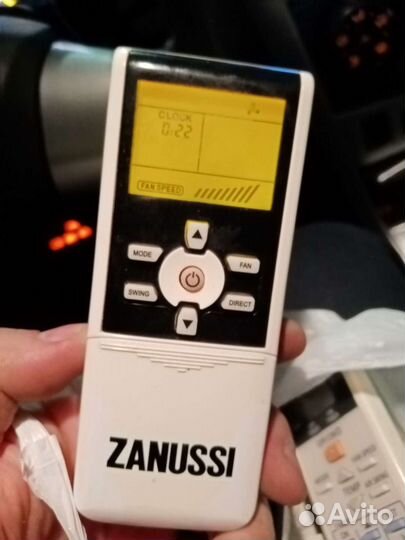 CLOCK
0:22
FAN SPEED
MODE
FAN
SWING
DIRECT
ZANUSSI
Avito